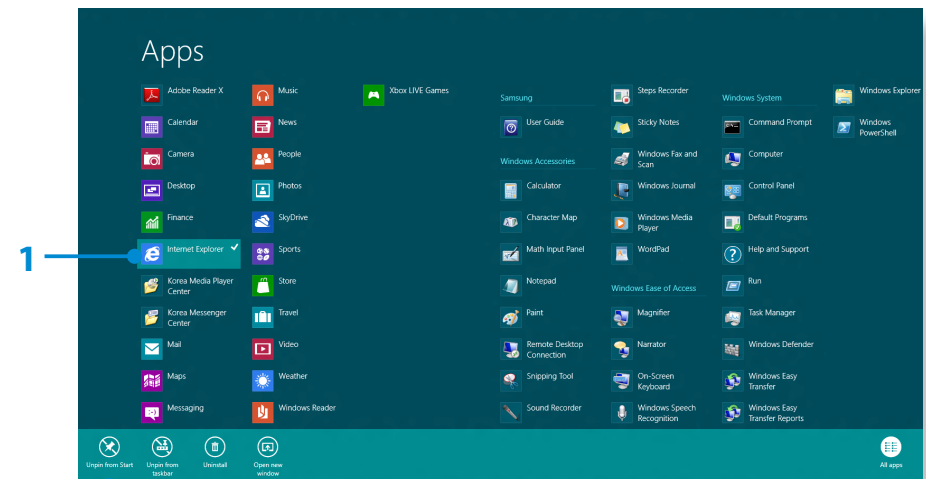 Apps
Adobe Reader X
Calendar
Camera
Desktop
Finance
1
Internet Explorer
Korea Media Player
Center
Korea Messenger
Center
Mail
Maps
Messaging
Music
News
People
Photos
SkyDrive
Sports
Store
Travel
Video
Weather
Windows Reader
Xbox LIVE Games
Samsung
User Guide
Windows Accessories
Calculator
Character Map
Math Input Panel
Notepad
Paint
Remote Desktop
Connection
Snipping Tool
Sound Recorder
Steps Recorder
Sticky Notes
Windows Fax and
Scan
Windows Journal
Windows Media
Player
WordPad
Windows Ease of Access
Magnifier
Narrator
On-Screen
Keyboard
Windows Speech
Recognition
Windows System
Command Prompt
Computer
Control Panel
Default Programs
Help and Support
Run
Task Manager
Windows Defender
Windows Easy
Transfer
Windows Easy
Transfer Reports
Windows Explorer
Windows
PowerShell
Unpin from Start
Unpin from
taskbar
Uninstall
Open new
window
All apps